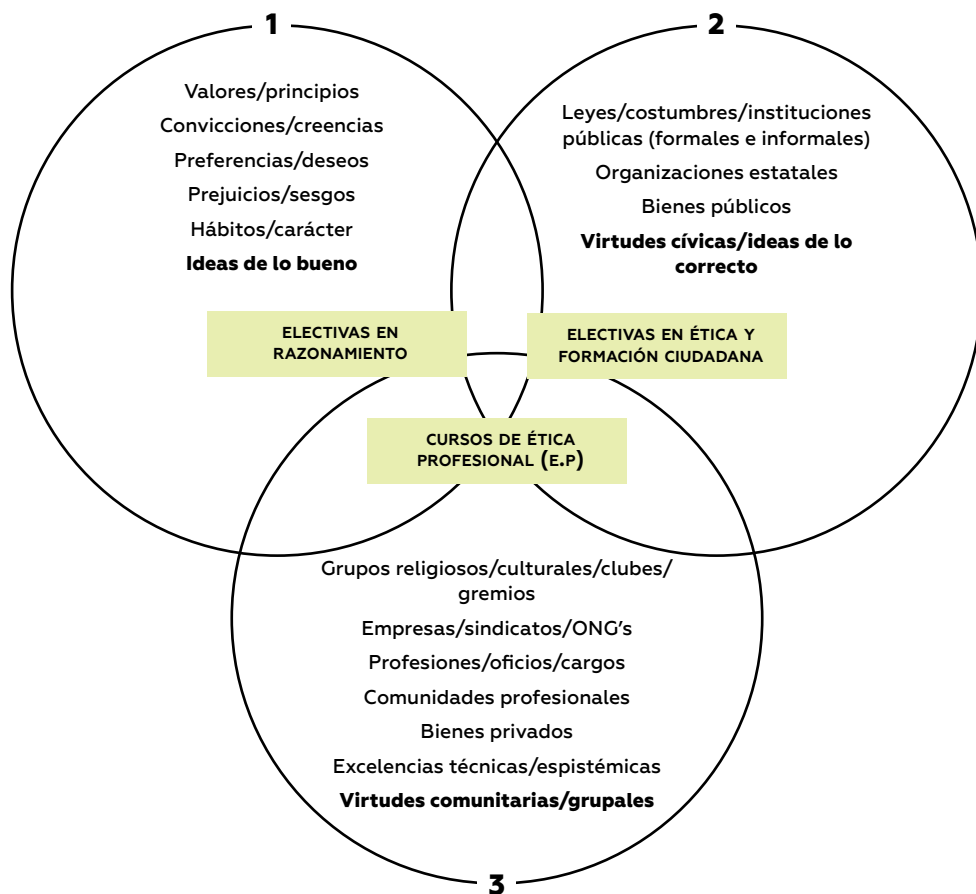 1
Valores/principios
Convicciones/creencias
Preferencias/deseos
Prejuicios/sesgos
Hábitos/carácter
Ideas de lo bueno
2
Leyes/costumbres/instituciones
públicas (formales e informales)
Organizaciones estatales
Bienes públicos
Virtudes cívicas/ideas de lo
correcto
ELECTIVAS EN
RAZONAMIENTO
ELECTIVAS EN ÉTICA Y
FORMACIÓN CIUDADANA
CURSOS DE ÉTICA
PROFESIONAL (E.P)
Grupos religiosos/culturales/clubes/
gremios
Empresas/sindicatos/ONG’s
Profesiones/oficios/cargos
Comunidades profesionales
Bienes privados
Excelencias técnicas/espistémicas
Virtudes comunitarias/grupales
3